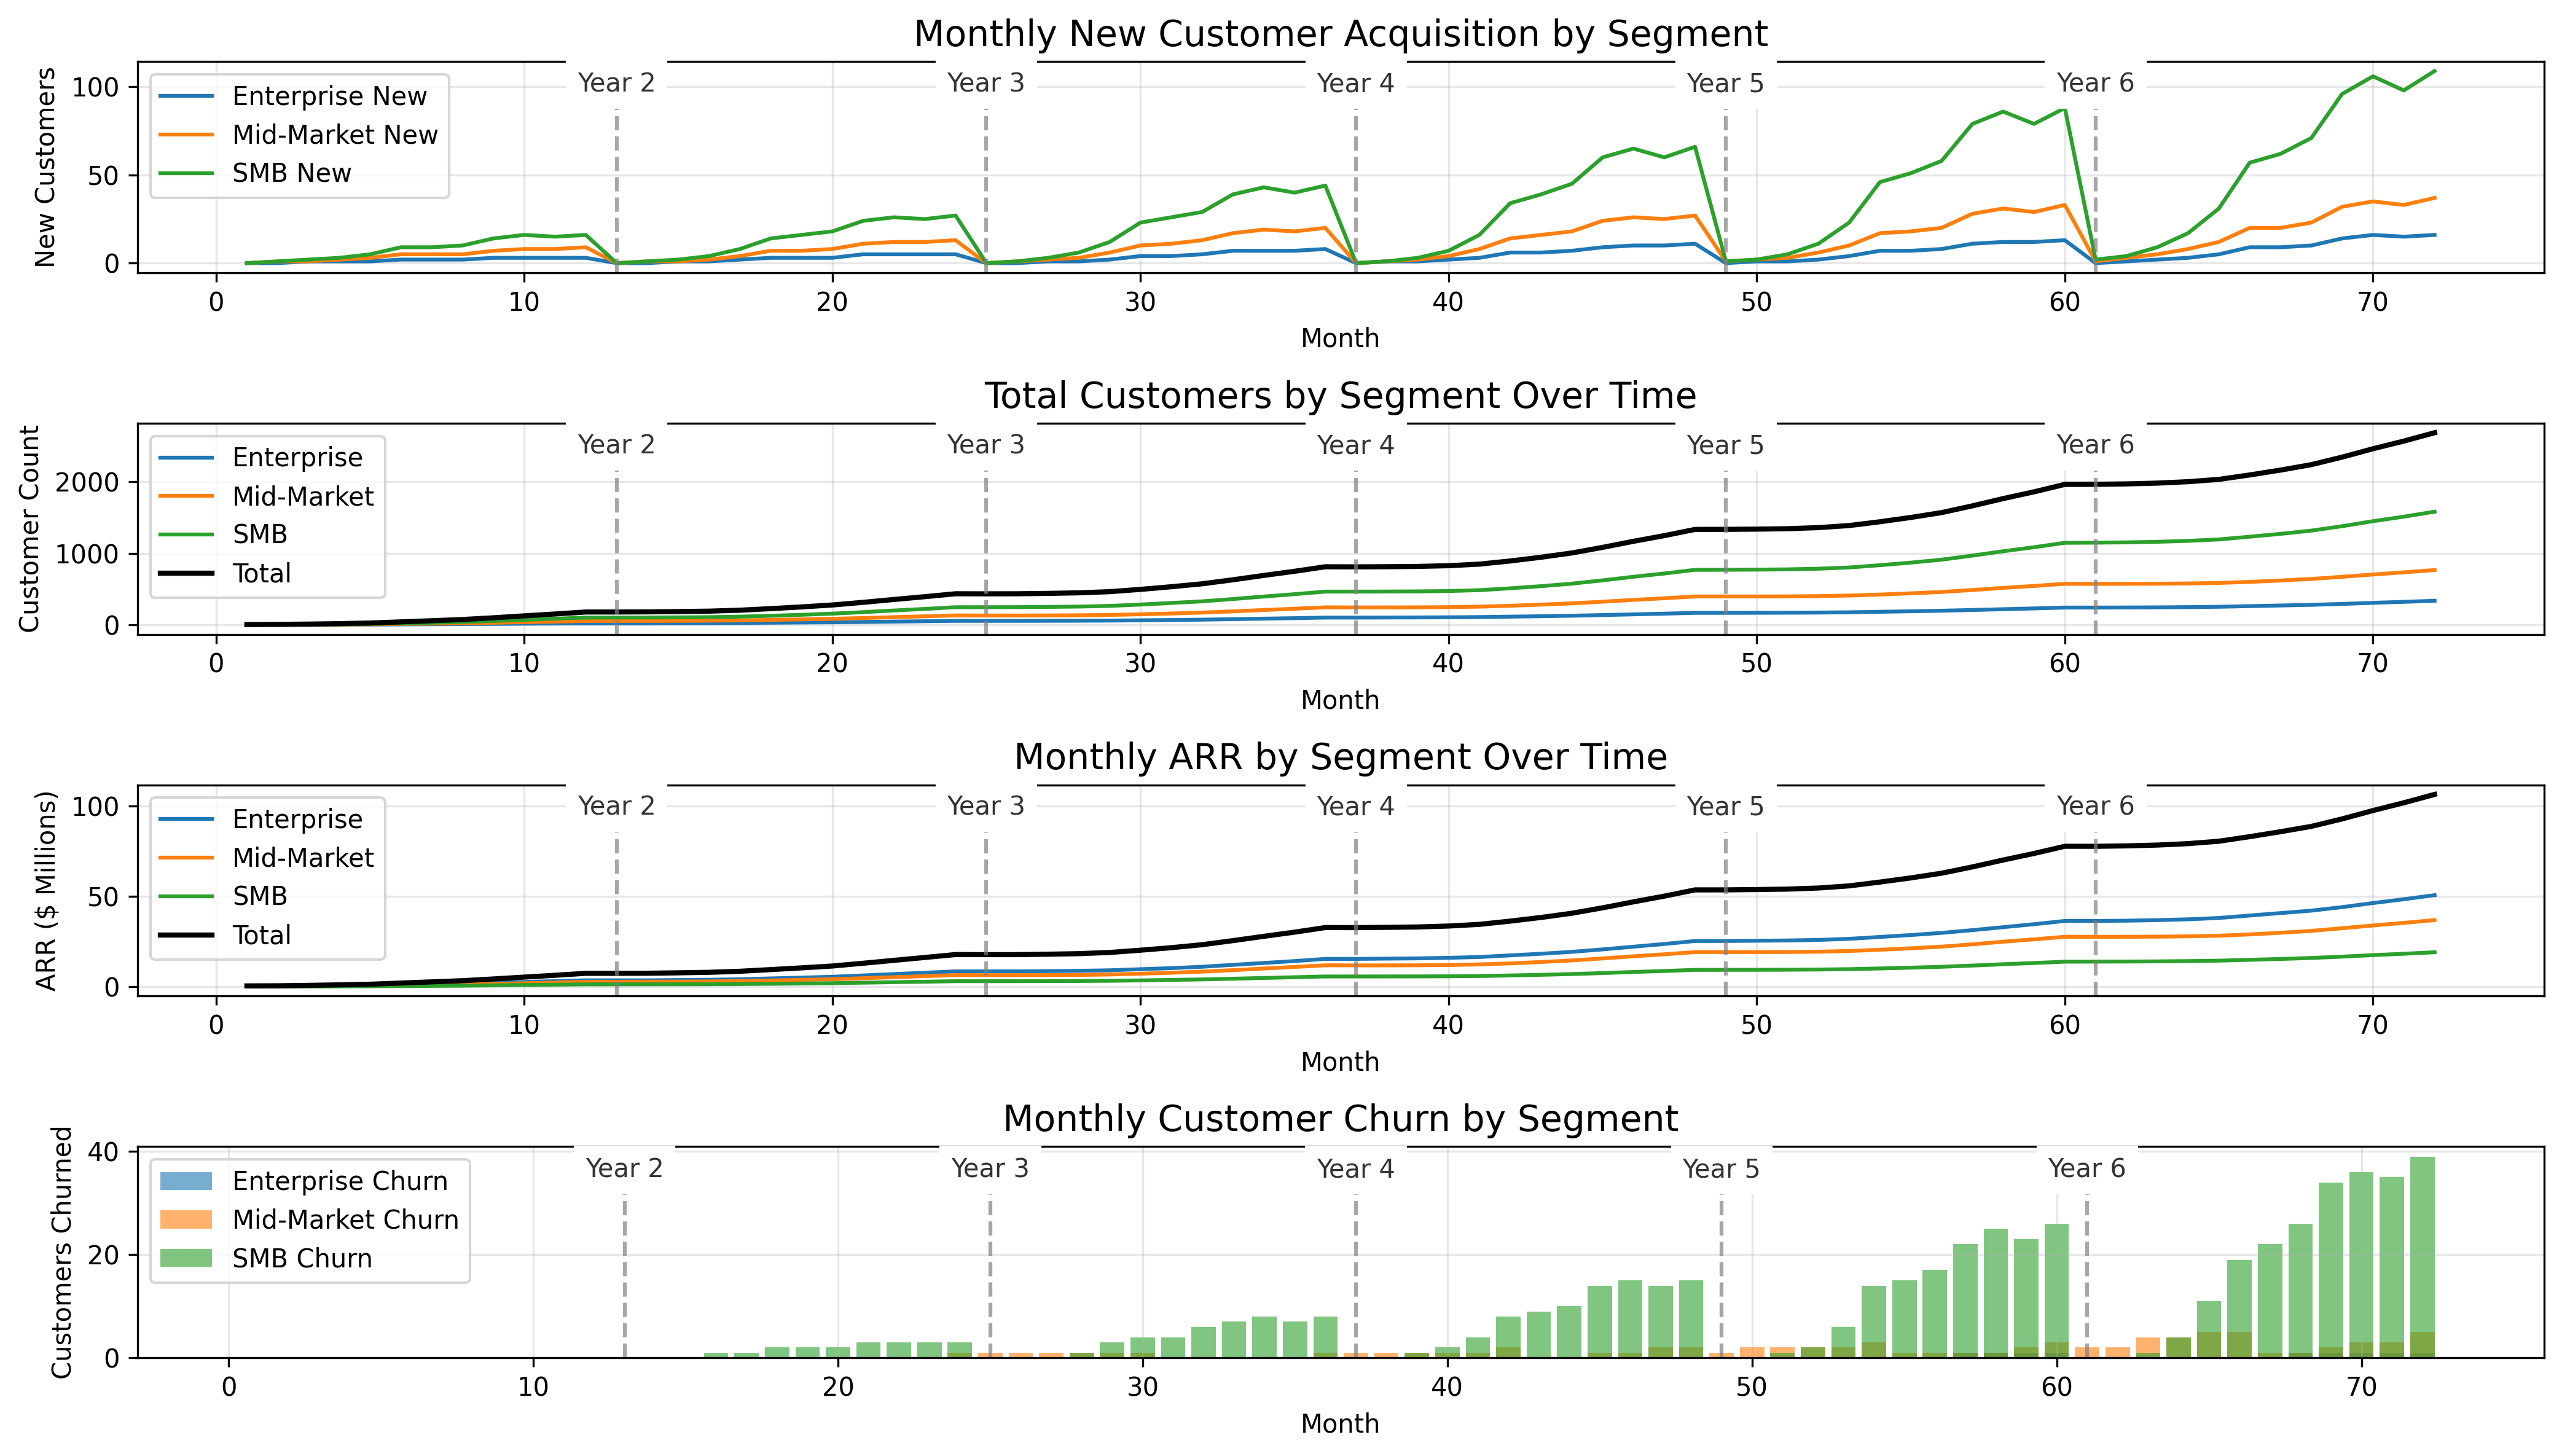 Monthly New Customer Acquisition by Segment
New Customers
100
50
0
Enterprise New
Mid-Market New
SMB New
Year 2
Year 3
Year 4
Year 5
Year 6
0
10
20
30
40
50
60
70
Month
Total Customers by Segment Over Time
Customer Count
2000
1000
0
Enterprise
Mid-Market
SMB
Total
Year 2
Year 3
Year 4
Year 5
Year 6
0
10
20
30
40
50
60
70
Month
Monthly ARR by Segment Over Time
ARR ($ Millions)
100
50
0
Enterprise
Mid-Market
SMB
Total
Year 2
Year 3
Year 4
Year 5
Year 6
0
10
20
30
40
50
60
70
Month
Monthly Customer Churn by Segment
Customers Churned
40
20
0
Enterprise Churn
Mid-Market Churn
SMB Churn
Year 2
Year 3
Year 4
Year 5
Year 6
0
10
20
30
40
50
60
70
Month